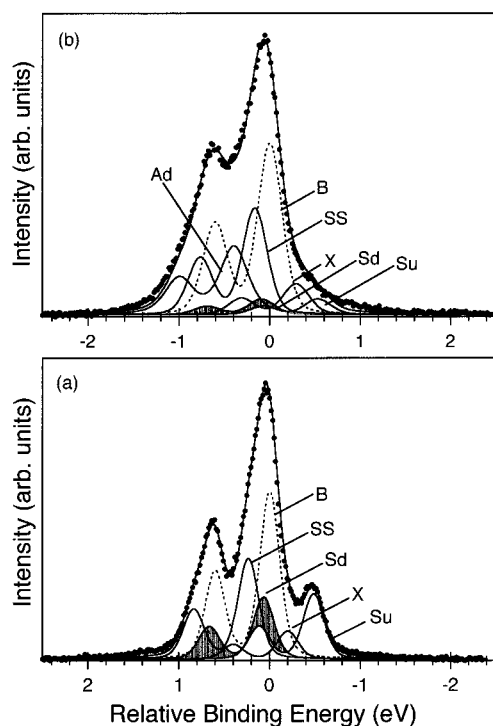 (b)
Intensity (arb. units)
Ad
B
SS
X
Sd
Su
-2 -1 0 1 2
(a)
Intensity (arb. units)
B
SS
Sd
X
Su
2 1 0 -1 -2
Relative Binding Energy (eV)